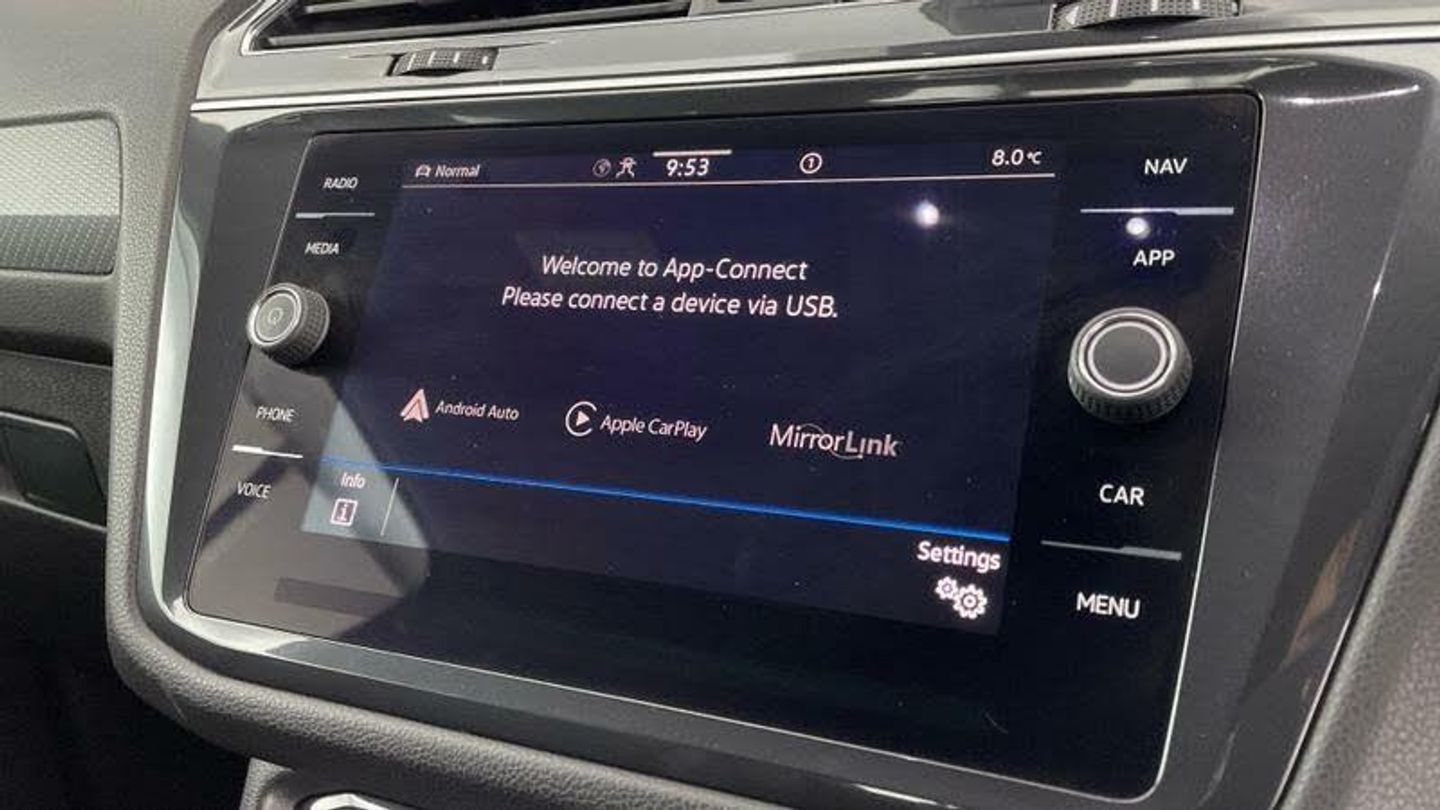 RADIO
MEDIA
PHONE
VOICE
Normal
9:53
1
8.0°C
Welcome to App-Connect
Please connect a device via USB.
Android Auto
Apple CarPlay
MirrorLink
Info
i
Settings
NAV
APP
CAR
MENU